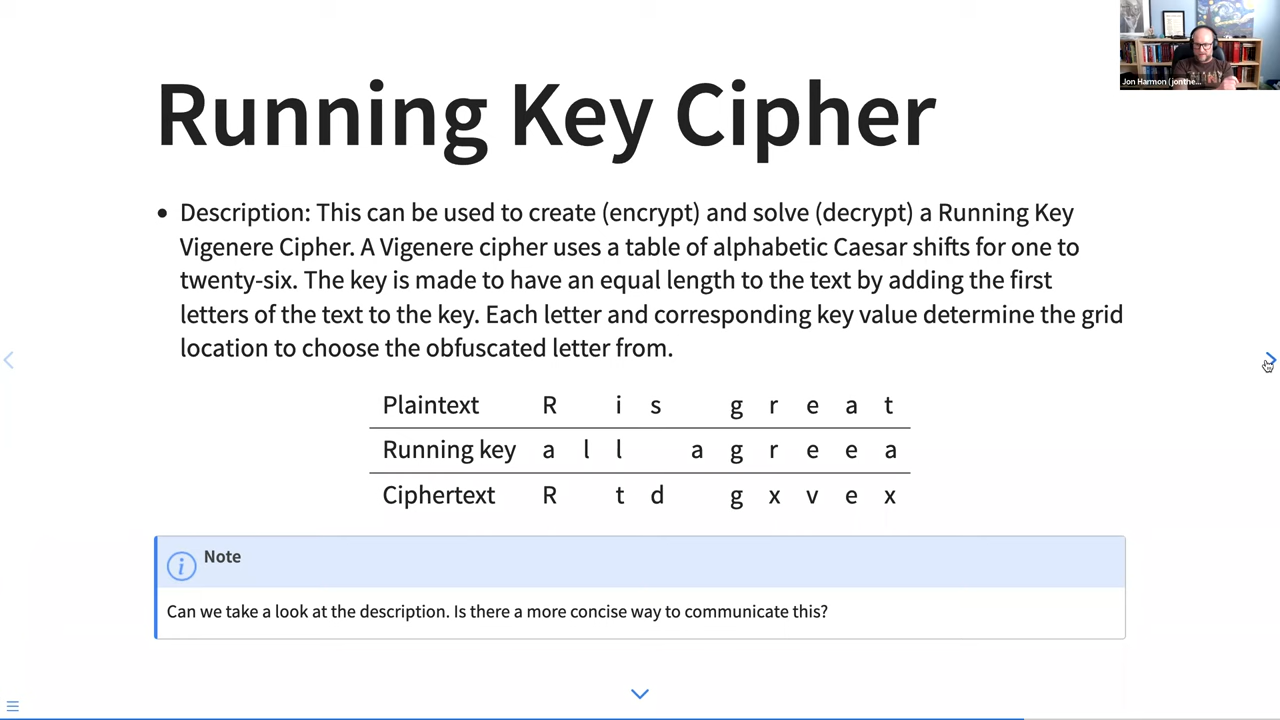 Jon Harmon (jonthe...
Running Key Cipher
• Description: This can be used to create (encrypt) and solve (decrypt) a Running Key
Vigenere Cipher. A Vigenere cipher uses a table of alphabetic Caesar shifts for one to
twenty-six. The key is made to have an equal length to the text by adding the first
letters of the text to the key. Each letter and corresponding key value determine the grid
location to choose the obfuscated letter from.
Plaintext R i s g r e a t
Running key a l l a g r e e a
Ciphertext R t d g x v e x
Note
Can we take a look at the description. Is there a more concise way to communicate this?